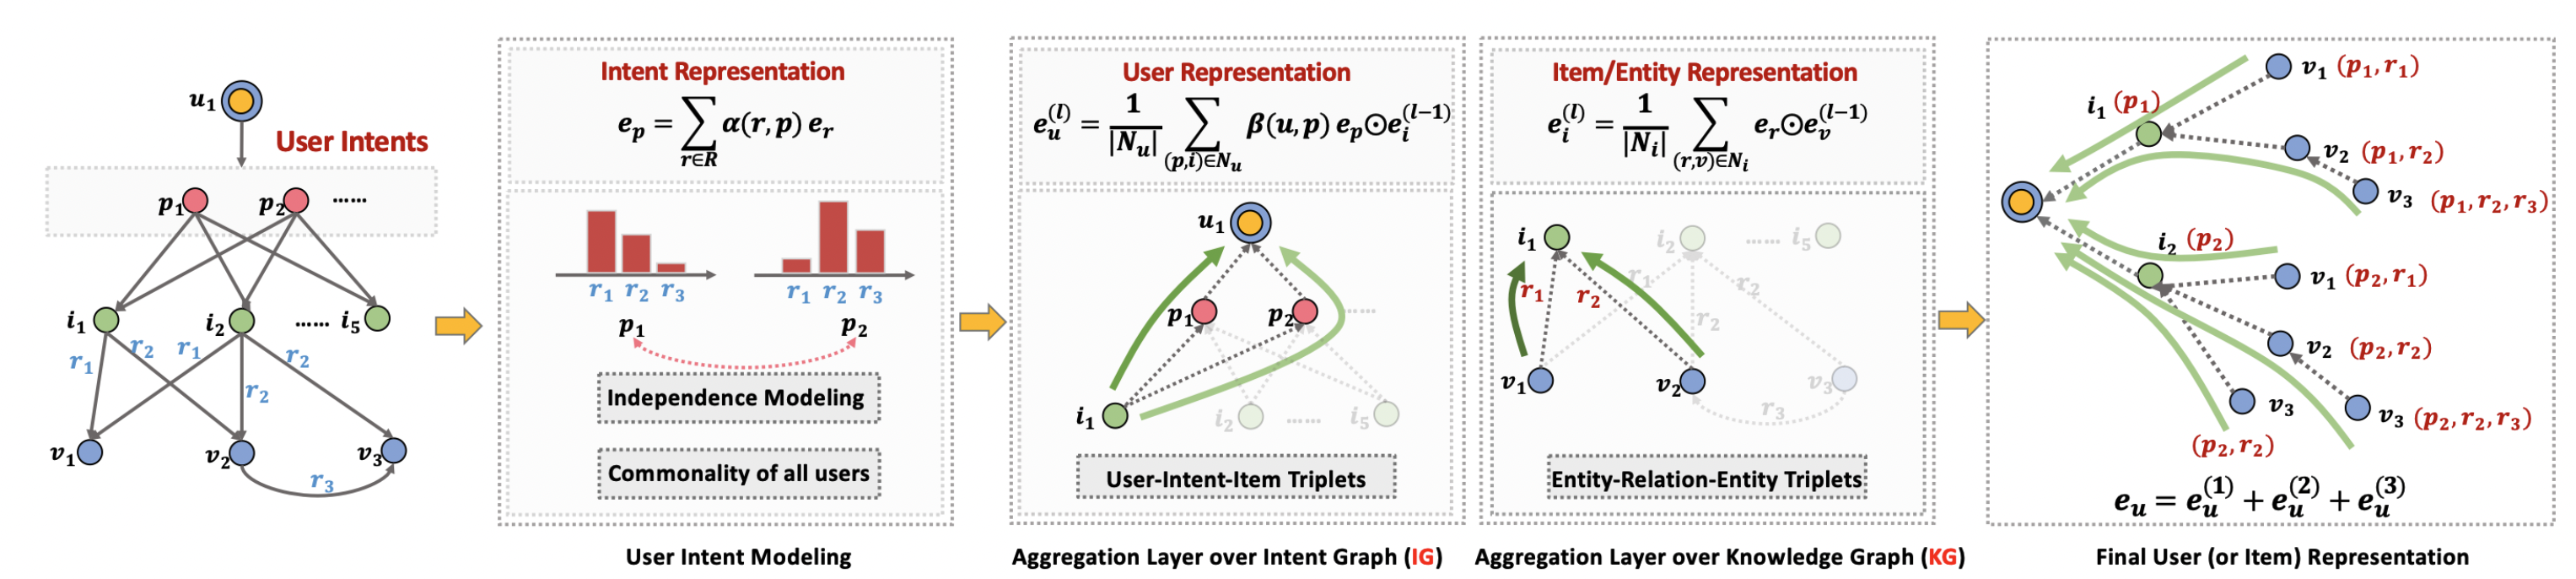 u₁
User Intents
p₁ p₂ ······
i₁ i₂ ······ i₅
r₁ r₂ r₁ r₂
r₂
v₁ v₂ v₃
r₃
Intent Representation
e_p = ∑_{r∈R} α(r, p) e_r
r₁ r₂ r₃ r₁ r₂ r₃
p₁ p₂
Independence Modeling
Commonality of all users
User Intent Modeling
User Representation
e_u^{(l)} = 1/|N_u| ∑_{(p,i)∈N_u} β(u, p) e_p⊙e_i^{(l−1)}
u₁
p₁ p₂ ······
i₁ i₂ ······ i₅
User-Intent-Item Triplets
Aggregation Layer over Intent Graph (IG)
Item/Entity Representation
e_i^{(l)} = 1/|N_i| ∑_{(r,v)∈N_i} e_r⊙e_v^{(l−1)}
i₁ i₂ ······ i₅
r₁ r₂ r₁ r₂
r₂
v₁ v₂ v₃
r₃
Entity-Relation-Entity Triplets
Aggregation Layer over Knowledge Graph (KG)
v₁ (p₁, r₁)
i₁ (p₁)
v₂ (p₁, r₂)
v₃ (p₁, r₂, r₃)
i₂ (p₂)
v₁ (p₂, r₁)
v₂ (p₂, r₂)
v₃
v₃ (p₂, r₂, r₃)
(p₂, r₂)
e_u = e_u^{(1)} + e_u^{(2)} + e_u^{(3)}
Final User (or Item) Representation